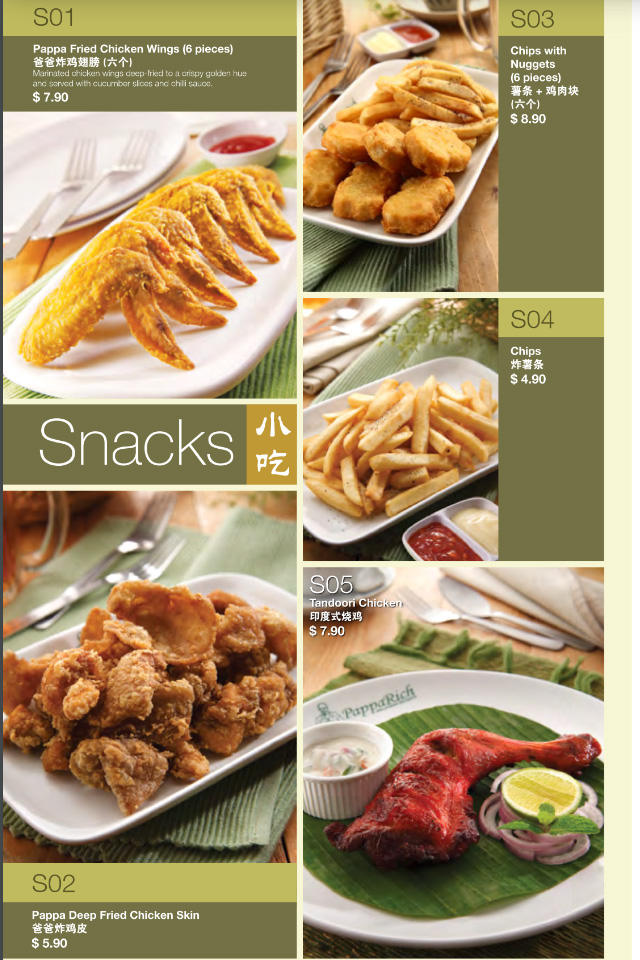 S01
Pappa Fried Chicken Wings (6 pieces)
爸爸炸鸡翅膀 (六个)
Marinated chicken wings deep-fried to a crispy golden hue
and served with cucumber slices and chilli sauce.
$ 7.90
Snacks
小
吃
S02
Pappa Deep Fried Chicken Skin
爸爸炸鸡皮
$ 5.90
S03
Chips with
Nuggets
(6 pieces)
薯条 + 鸡肉块
(六个)
$ 8.90
S04
Chips
炸薯条
$ 4.90
S05
Tandoori Chicken
印度式烧鸡
$ 7.90
PappaRich